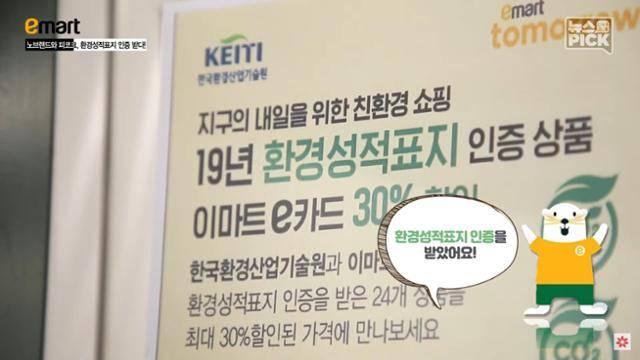 emart
노브랜드와 피코크, 환경성적표지 인증 받다!
뉴스 PICK
emart
tomorrow
KEITI
한국환경산업기술원
지구의 내일을 위한 친환경 쇼핑
19년 환경성적표지 인증 상품
이마트 e카드 30%
환경성적표지 인증을
받았어요!
한국환경산업기술원과 이마
환경성적표지 인증을 받은 24개
최대 30%할인된 가격에 만나보세요
e